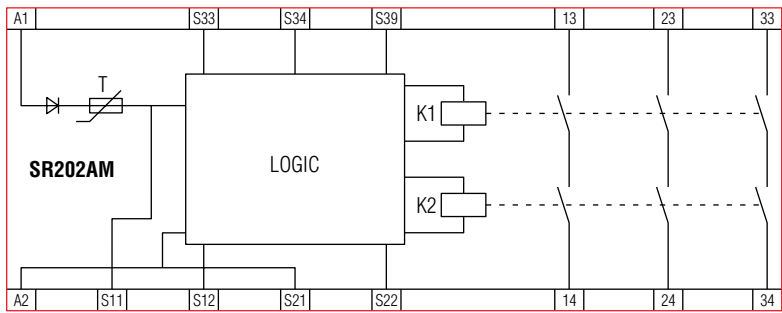 A1 S33 S34 S39 13 23 33
T
K1
SR202AM
LOGIC
K2
A2 S11 S12 S21 S22 14 24 34